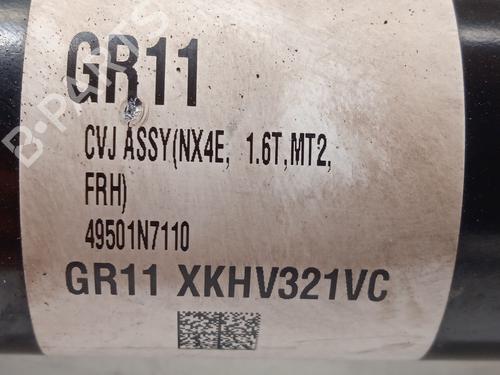 GR11
CVJ ASSY(NX4E, 1.6T,MT2,
FRH)
49501N7110
GR11 XKHV321VC
B-PARTS